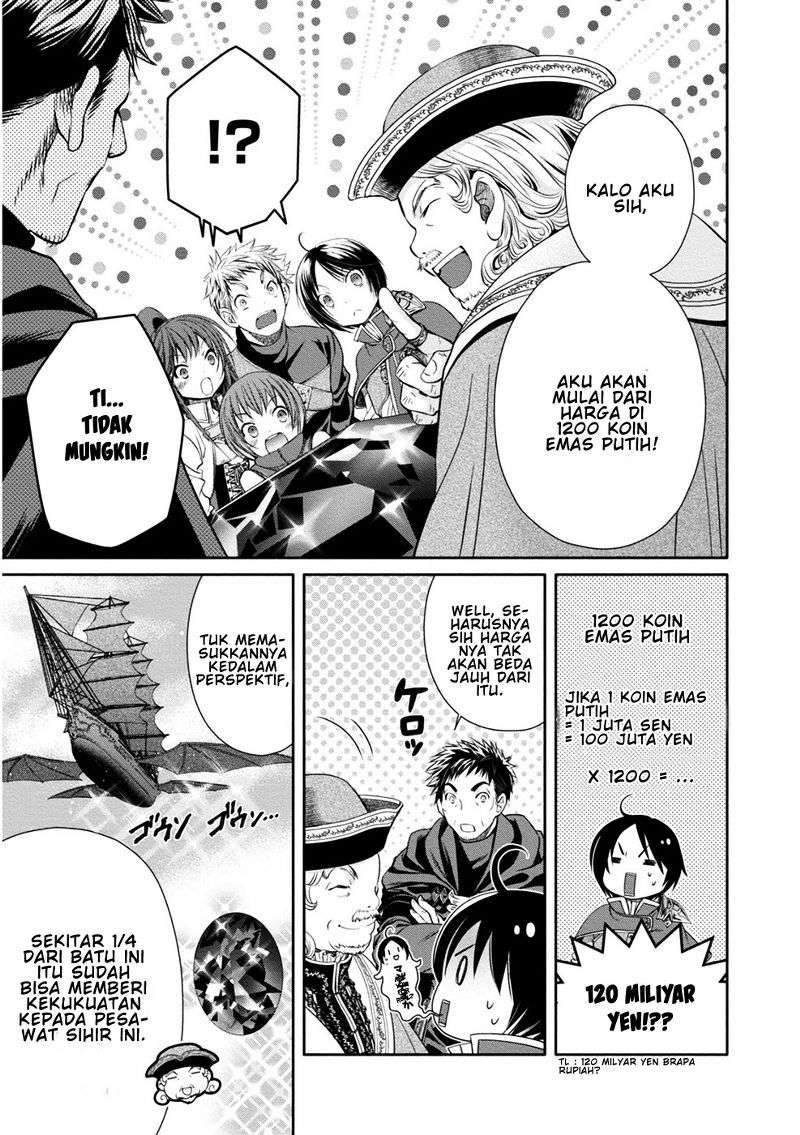 KALO AKU
SIH,
AKU AKAN
MULAI DARI
HARGA DI
1200 KOIN
EMAS PUTIH!
!?
TI...
TIDAK
MUNGKIN!
1200 KOIN
EMAS PUTIH
JIKA 1 KOIN EMAS
PUTIH
= 1 JUTA SEN
= 100 JUTA YEN
X 1200 = ...
120 MILIYAR
YEN!??
TL : 120 MILYAR YEN BRAPA
RUPIAH?
WELL, SE-
HARUSNYA
SIH HARGA
NYA TAK
AKAN BEDA
JAUH DARI
ITU.
ケロッ
TUK MEMA-
SUKKANNYA
KEDALAM
PERSPEKTIF,
ゴウン ゴウン...
SEKITAR 1/4
DARI BATU INI
ITU SUDAH
BISA MEMBERI
KEKUKUATAN
KEPADA PESA-
WAT SIHIR INI.